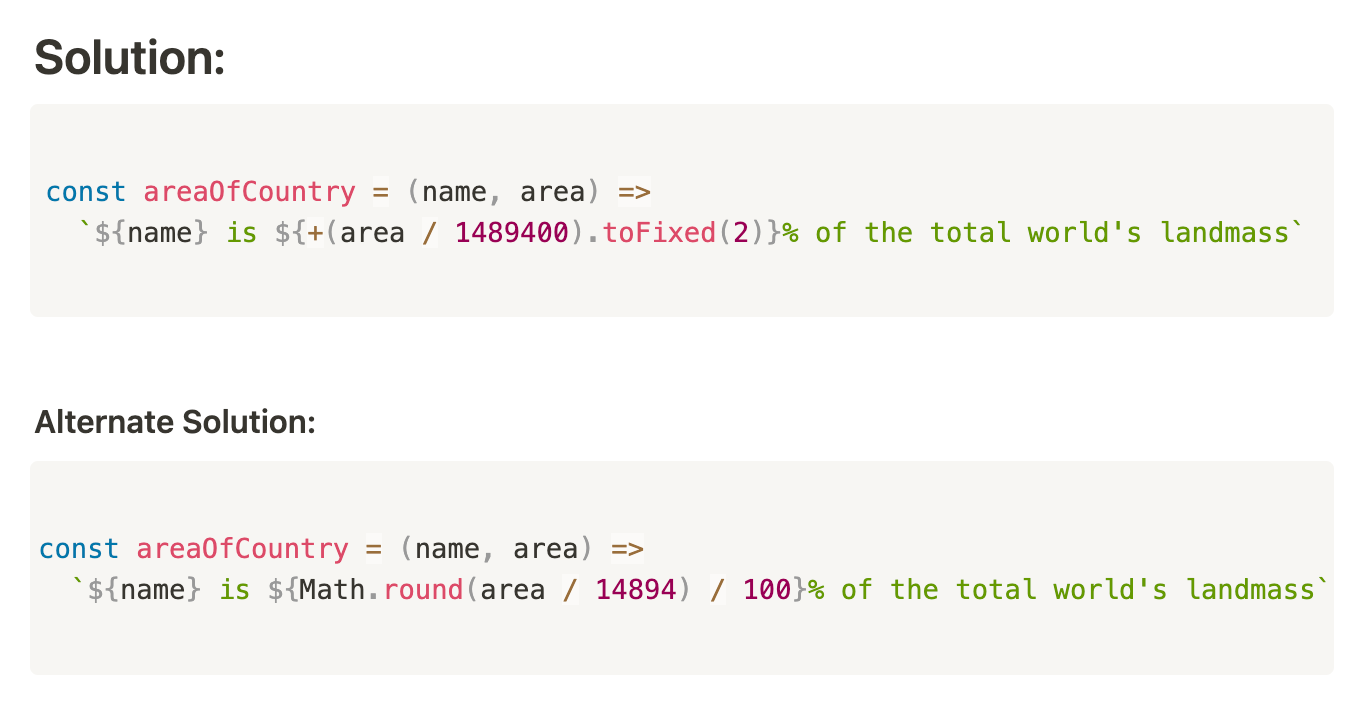 Solution:
const areaOfCountry = (name, area) =>
  `${name} is ${+(area / 1489400).toFixed(2)}% of the total world's landmass`
Alternate Solution:
const areaOfCountry = (name, area) =>
  `${name} is ${Math.round(area / 14894) / 100}% of the total world's landmass`